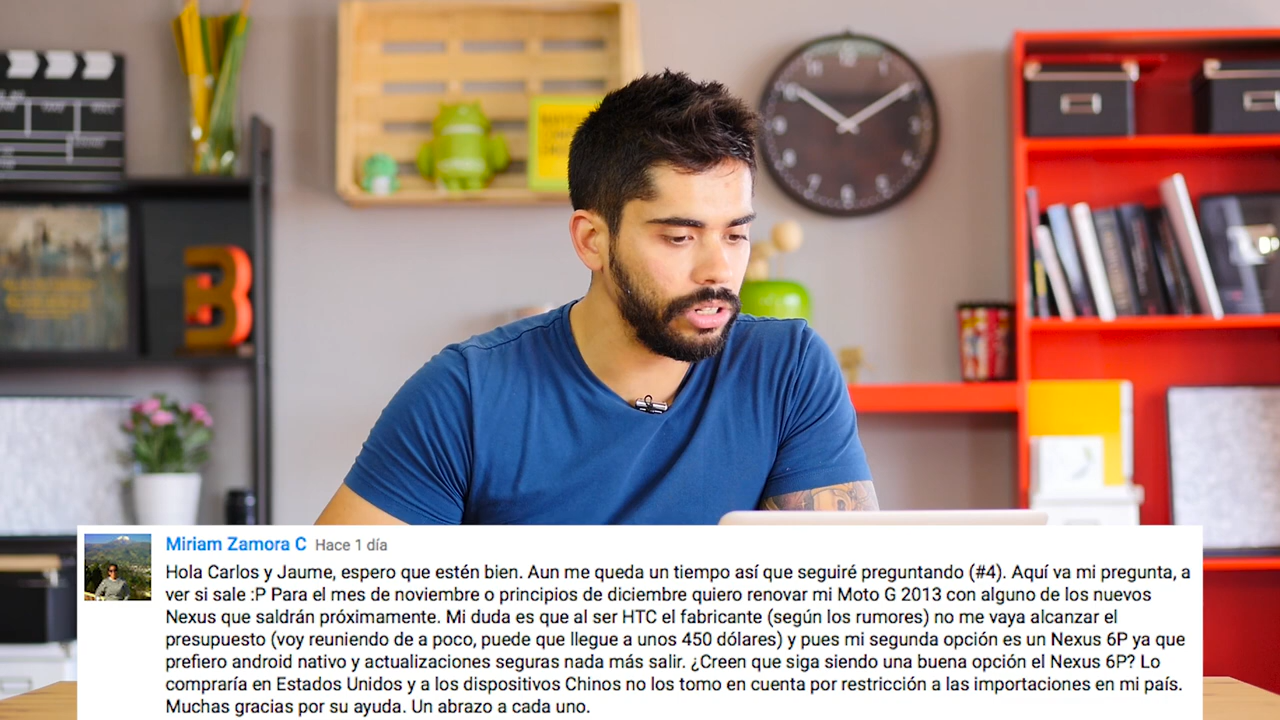 B
Miriam Zamora C Hace 1 día
Hola Carlos y Jaume, espero que estén bien. Aun me queda un tiempo así que seguiré preguntando (#4). Aquí va mi pregunta, a
ver si sale :P Para el mes de noviembre o principios de diciembre quiero renovar mi Moto G 2013 con alguno de los nuevos
Nexus que saldrán próximamente. Mi duda es que al ser HTC el fabricante (según los rumores) no me vaya alcanzar el
presupuesto (voy reuniendo de a poco, puede que llegue a unos 450 dólares) y pues mi segunda opción es un Nexus 6P ya que
prefiero android nativo y actualizaciones seguras nada más salir. ¿Creen que siga siendo una buena opción el Nexus 6P? Lo
compraría en Estados Unidos y a los dispositivos Chinos no los tomo en cuenta por restricción a las importaciones en mi país.
Muchas gracias por su ayuda. Un abrazo a cada uno.